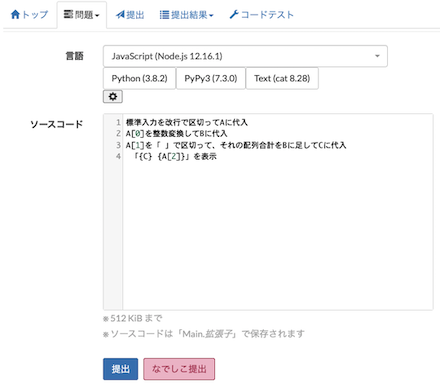 トップ 問題 提出 提出結果 コードテスト
言語
JavaScript (Node.js 12.16.1)
Python (3.8.2) PyPy3 (7.3.0) Text (cat 8.28)
ソースコード
1 標準入力を改行で区切ってAに代入
2 A[0]を整数変換してBに代入
3 A[1]を「 」で区切って、それの配列合計をBに足してCに代入
4 「{C} {A[2]}」を表示
※ 512 KiB まで
※ ソースコードは「Main.拡張子」で保存されます
提出 なでしこ提出